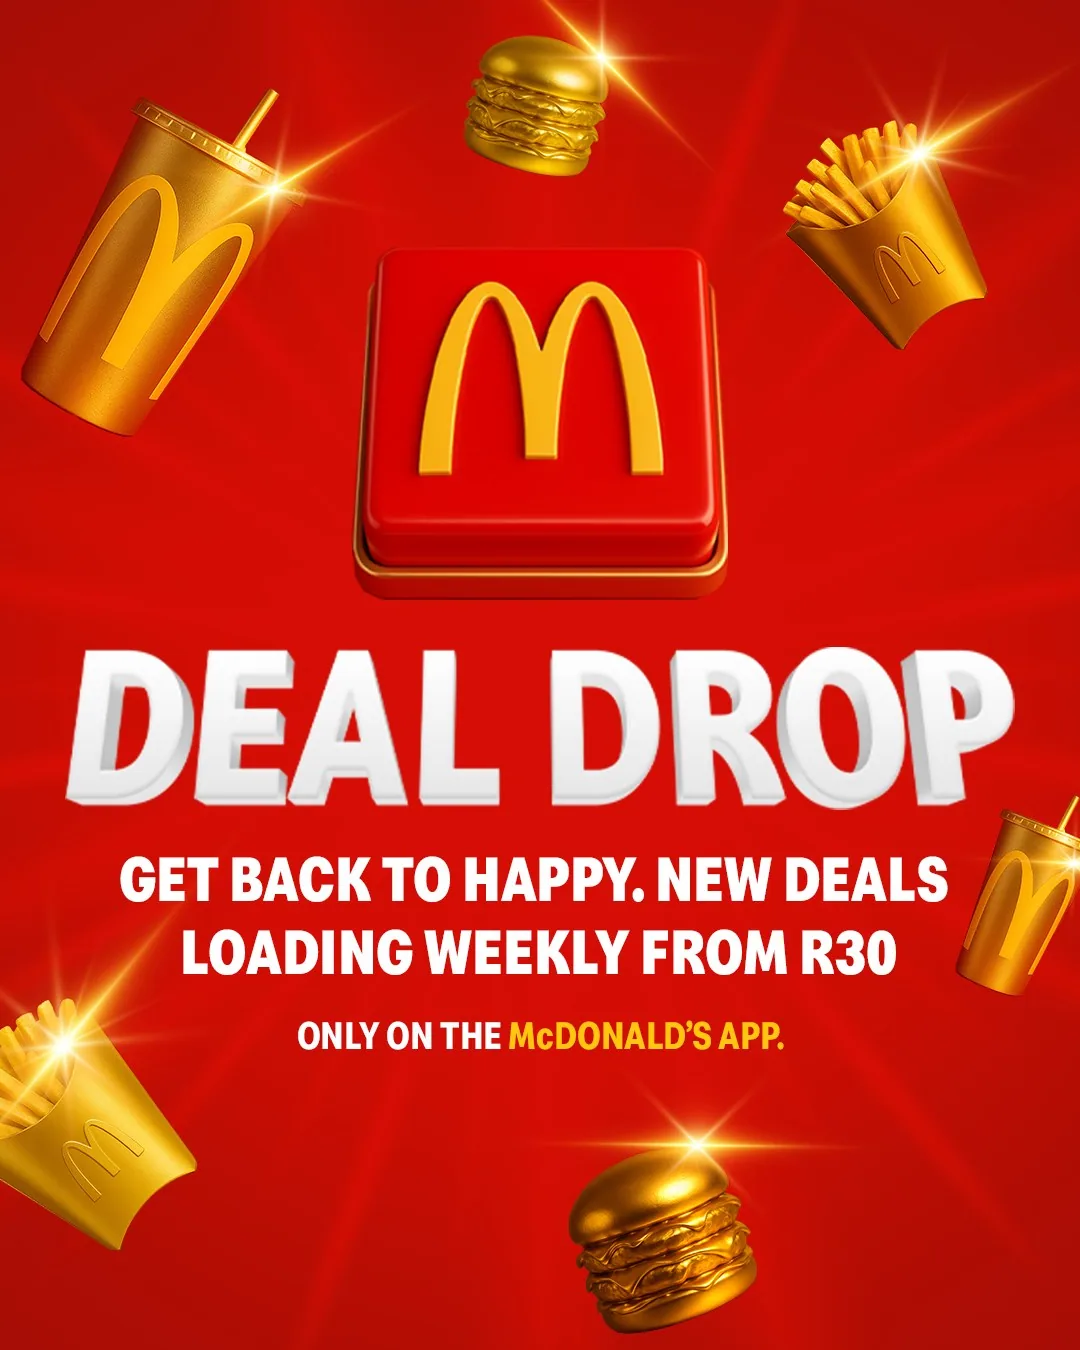 DEAL DROP
GET BACK TO HAPPY. NEW DEALS
LOADING WEEKLY FROM R30
ONLY ON THE McDONALD'S APP.